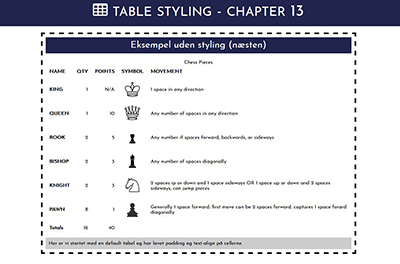 TABLE STYLING - CHAPTER 13
Eksempel uden styling (næsten)
Chess Pieces
NAME QTY POINTS SYMBOL MOVEMENT
KING 1 N/A 1 space in any direction
QUEEN 1 10 Any number of spaces in any direction
ROOK 2 5 Any number if spaces forward, backwards, or sideways
BISHOP 2 3 Any number of spaces diagonally
KNIGHT 2 3 2 spaces ip or down and 1 space sideways OR 1 space up or down and 2 spaces
sideways, can jump pieces
PAWN 8 1 Generally 1 space forward; first move can be 2 spaces forward; captures 1 space forard
diagonally
Totals 16 40
Her er vi startet med en default tabel og har lavet padding og text-align på cellerne